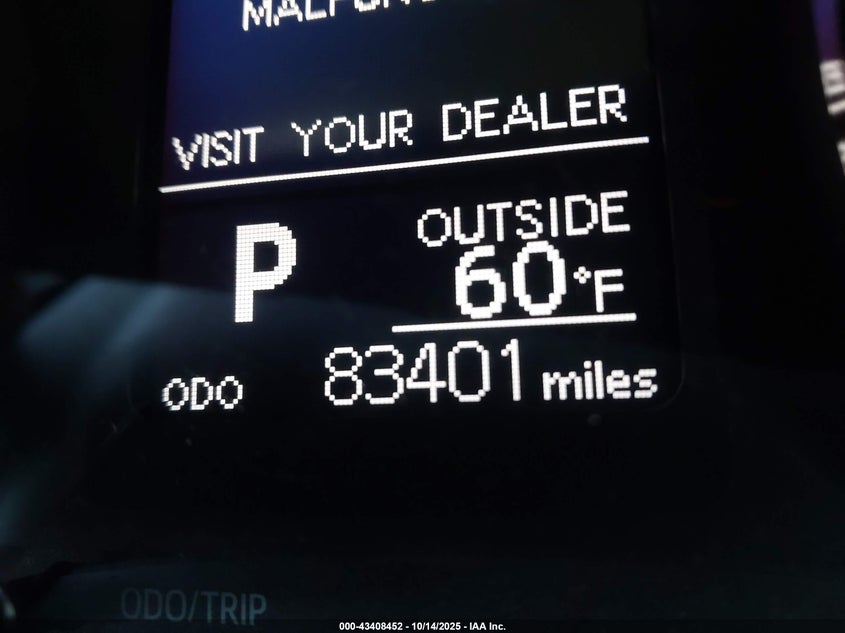 VISIT YOUR DEALER
P
OUTSIDE
60°F
ODO 83401 miles
ODO/TRIP
000-43408452 - 10/14/2025 - IAA Inc.